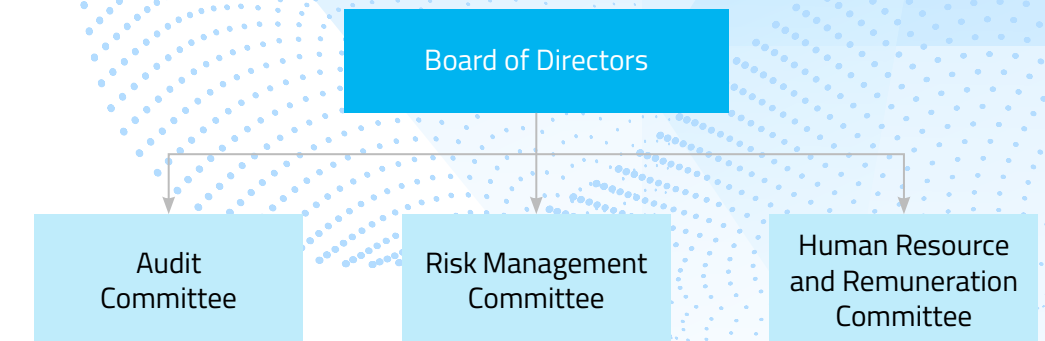 Board of Directors
Audit
Committee
Risk Management
Committee
Human Resource
and Remuneration
Committee